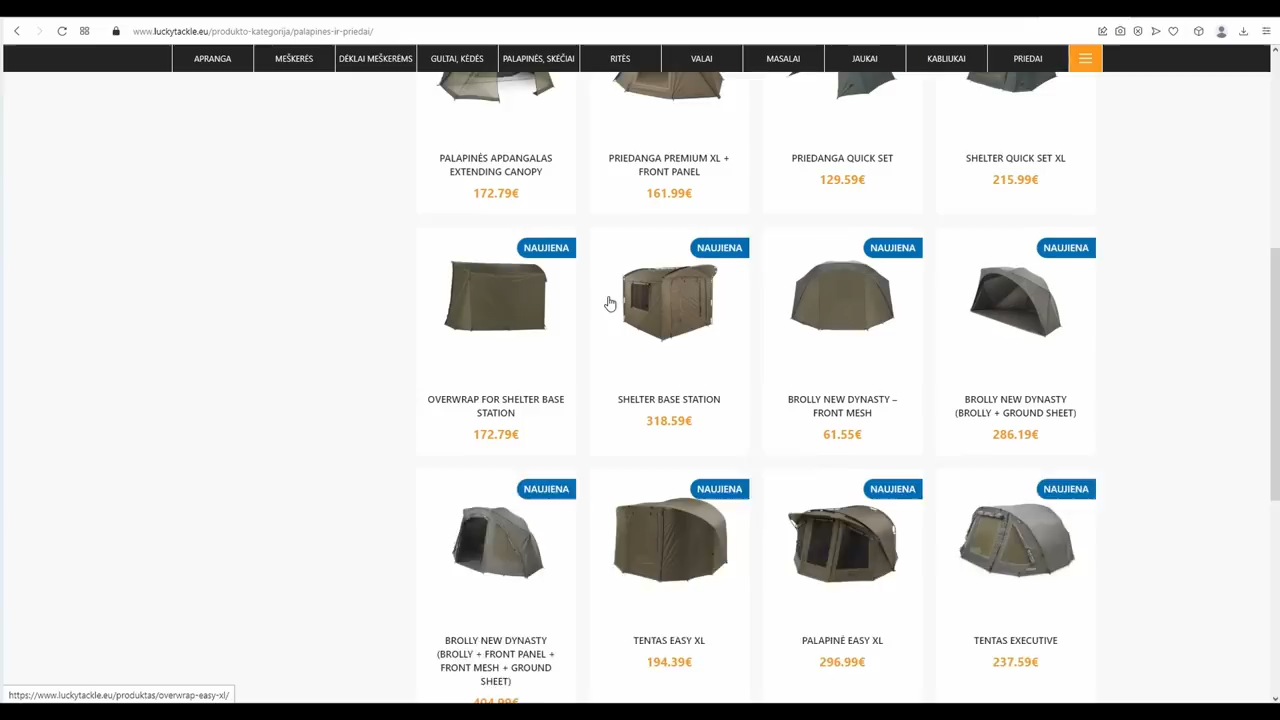 www.luckytackle.eu/produkto-kategorija/palapines-ir-priedai/
APRANGA
MEŠKERĖS
DĖKLAI MEŠKERĖMS
GULTAI, KĖDĖS
PALAPINĖS, SKĖČIAI
RITĖS
VALAI
MASALAI
JAUKAI
KABLIUKAI
PRIEDAI
PALAPINĖS APDANGALAS
EXTENDING CANOPY
172.79€
PRIEDANGA PREMIUM XL +
FRONT PANEL
161.99€
PRIEDANGA QUICK SET
129.59€
SHELTER QUICK SET XL
215.99€
NAUJIENA
OVERWRAP FOR SHELTER BASE
STATION
172.79€
NAUJIENA
SHELTER BASE STATION
318.59€
NAUJIENA
BROLLY NEW DYNASTY –
FRONT MESH
61.55€
NAUJIENA
BROLLY NEW DYNASTY
(BROLLY + GROUND SHEET)
286.19€
NAUJIENA
BROLLY NEW DYNASTY
(BROLLY + FRONT PANEL +
FRONT MESH + GROUND
SHEET)
404.99€
NAUJIENA
TENTAS EASY XL
194.39€
NAUJIENA
PALAPINĖ EASY XL
296.99€
NAUJIENA
TENTAS EXECUTIVE
237.59€
https://www.luckytackle.eu/produktas/overwrap-easy-xl/